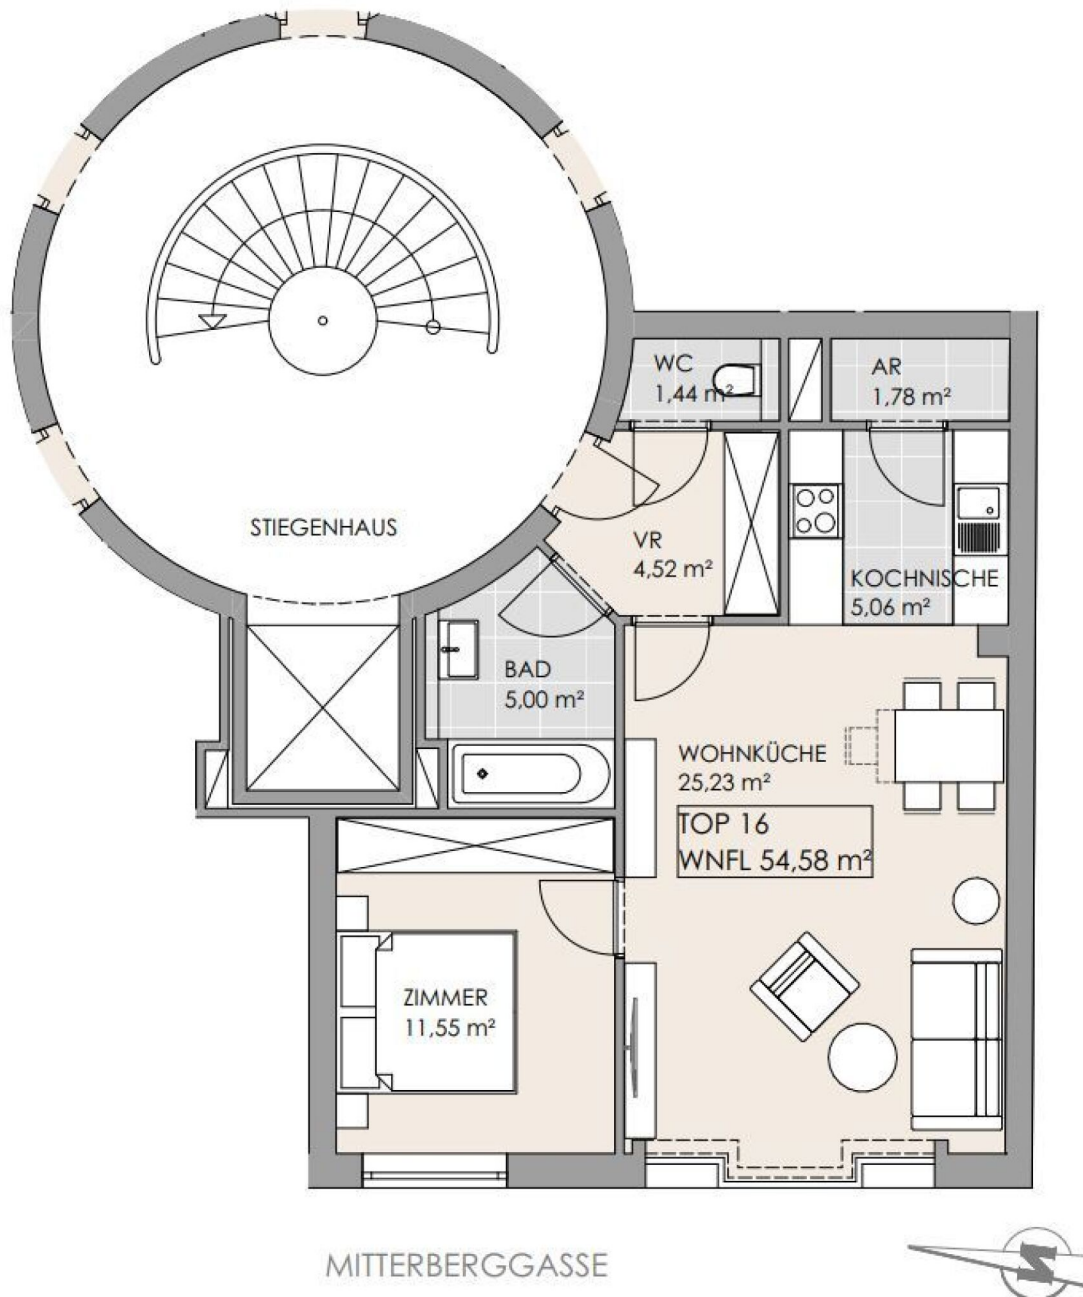 WC
1,44 m²
AR
1,78 m²
STIEGENHAUS
VR
4,52 m²
KOCHNISCHE
5,06 m²
BAD
5,00 m²
WOHNKÜCHE
25,23 m²
TOP 16
WNFL 54,58 m²
ZIMMER
11,55 m²
MITTERBERGGASSE
N